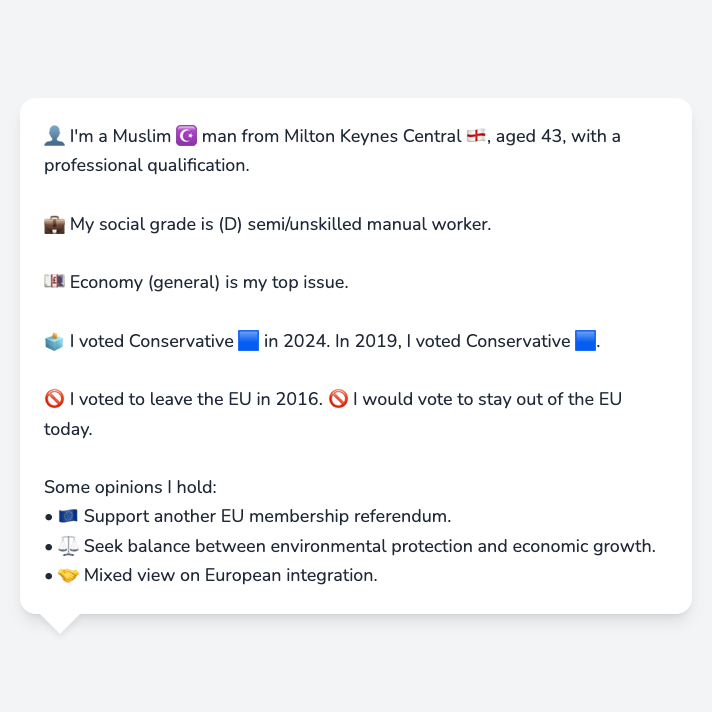 👤 I'm a Muslim ☪️ man from Milton Keynes Central 🏴󠁧󠁢󠁥󠁮󠁧󠁿, aged 43, with a
professional qualification.
💼 My social grade is (D) semi/unskilled manual worker.
💷 Economy (general) is my top issue.
🗳️ I voted Conservative 🟦 in 2024. In 2019, I voted Conservative 🟦.
🚫 I voted to leave the EU in 2016. 🚫 I would vote to stay out of the EU
today.
Some opinions I hold:
• 🇪🇺 Support another EU membership referendum.
• ⚖️ Seek balance between environmental protection and economic growth.
• 🤝 Mixed view on European integration.